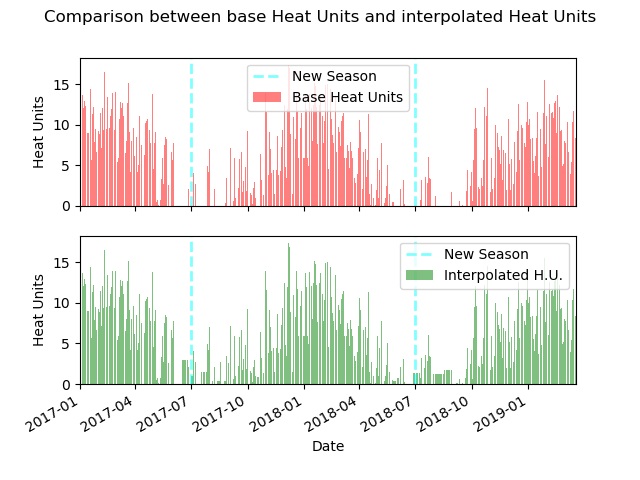 Comparison between base Heat Units and interpolated Heat Units
New Season
Base Heat Units
Heat Units
15
10
5
0
New Season
Interpolated H.U.
Heat Units
15
10
5
0
2017-01
2017-04
2017-07
2017-10
2018-01
2018-04
2018-07
2018-10
2019-01
Date